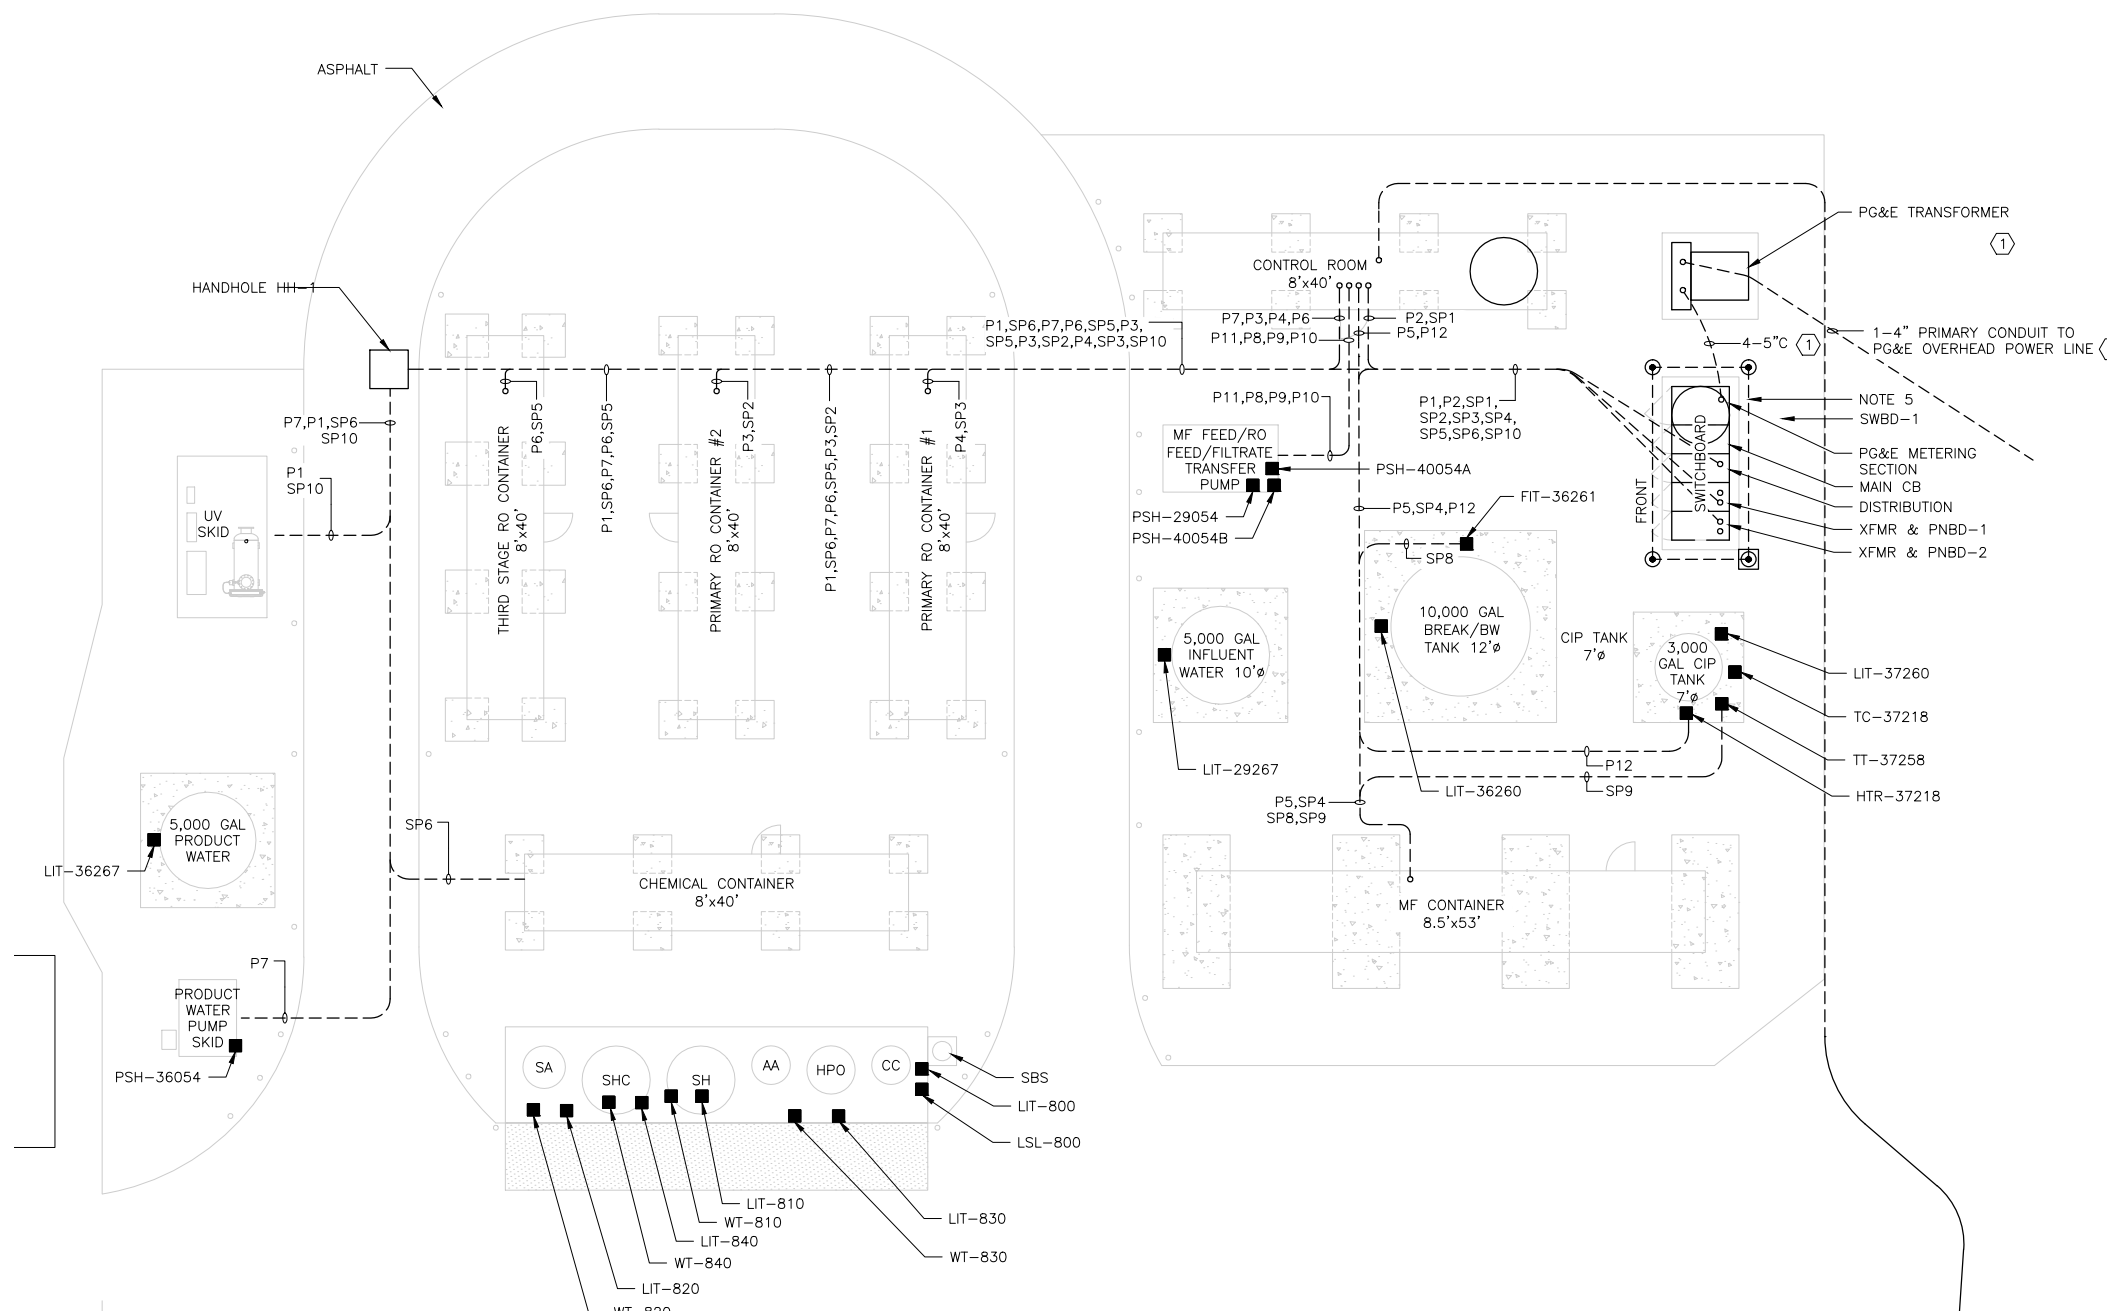 ASPHALT
HANDHOLE HH-1
P7,P1,SP6
SP10
P1
SP10
UV
SKID
THIRD STAGE RO CONTAINER
8'x40'
P6,SP5
P1,SP6,P7,P6,SP5
PRIMARY RO CONTAINER #2
8'x40'
P3,SP2
P1,SP6,P7,P6,SP5,P3,SP2
PRIMARY RO CONTAINER #1
8'x40'
P4,SP3
P1,SP6,P7,P6,SP5,P3,
SP5,P3,SP2,P4,SP3,SP10
CONTROL ROOM
8'x40'
P7,P3,P4,P6
P11,P8,P9,P10
P2,SP1
P5,P12
P11,P8,P9,P10
MF FEED/RO
FEED/FILTRATE
TRANSFER
PUMP
PSH-40054A
PSH-29054
PSH-40054B
P1,P2,SP1,
SP2,SP3,SP4,
SP5,SP6,SP10
P5,SP4,P12
FIT-36261
SP8
PG&E TRANSFORMER
1
1-4" PRIMARY CONDUIT TO
PG&E OVERHEAD POWER LINE
4-5"C
1
NOTE 5
SWBD-1
PG&E METERING
SECTION
MAIN CB
DISTRIBUTION
XFMR & PNBD-1
XFMR & PNBD-2
FRONT
SWITCHBOARD
5,000 GAL
INFLUENT
WATER 10'ø
LIT-29267
10,000 GAL
BREAK/BW
TANK 12'ø
LIT-36260
CIP TANK
7'ø
3,000
GAL CIP
TANK
7'ø
LIT-37260
TC-37218
TT-37258
HTR-37218
P12
SP9
P5,SP4
SP8,SP9
MF CONTAINER
8.5'x53'
5,000 GAL
PRODUCT
WATER
LIT-36267
SP6
CHEMICAL CONTAINER
8'x40'
P7
PRODUCT
WATER
PUMP
SKID
PSH-36054
SA
SHC
SH
AA
HPO
CC
SBS
LIT-800
LSL-800
LIT-810
WT-810
LIT-840
WT-840
LIT-820
WT-820
LIT-830
WT-830